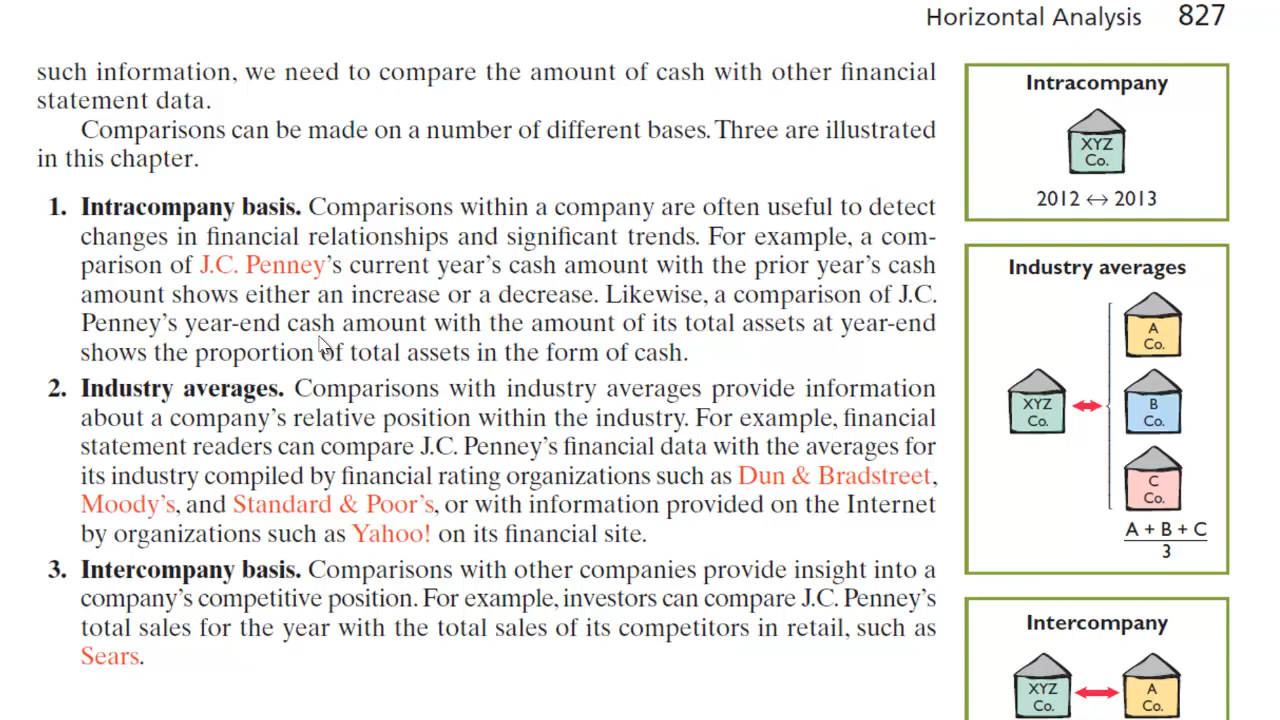 Horizontal Analysis 827
such information, we need to compare the amount of cash with other financial
statement data.
Comparisons can be made on a number of different bases. Three are illustrated
in this chapter.
1. Intracompany basis. Comparisons within a company are often useful to detect
changes in financial relationships and significant trends. For example, a com-
parison of J.C. Penney's current year's cash amount with the prior year's cash
amount shows either an increase or a decrease. Likewise, a comparison of J.C.
Penney's year-end cash amount with the amount of its total assets at year-end
shows the proportion of total assets in the form of cash.
2. Industry averages. Comparisons with industry averages provide information
about a company's relative position within the industry. For example, financial
statement readers can compare J.C. Penney's financial data with the averages for
its industry compiled by financial rating organizations such as Dun & Bradstreet,
Moody's, and Standard & Poor's, or with information provided on the Internet
by organizations such as Yahoo! on its financial site.
3. Intercompany basis. Comparisons with other companies provide insight into a
company's competitive position. For example, investors can compare J.C. Penney's
total sales for the year with the total sales of its competitors in retail, such as
Sears.
Intracompany
XYZ
Co.
2012 ↔ 2013
Industry averages
A
Co.
XYZ
Co.
B
Co.
C
Co.
A + B + C
3
Intercompany
XYZ
Co.
A
Co.